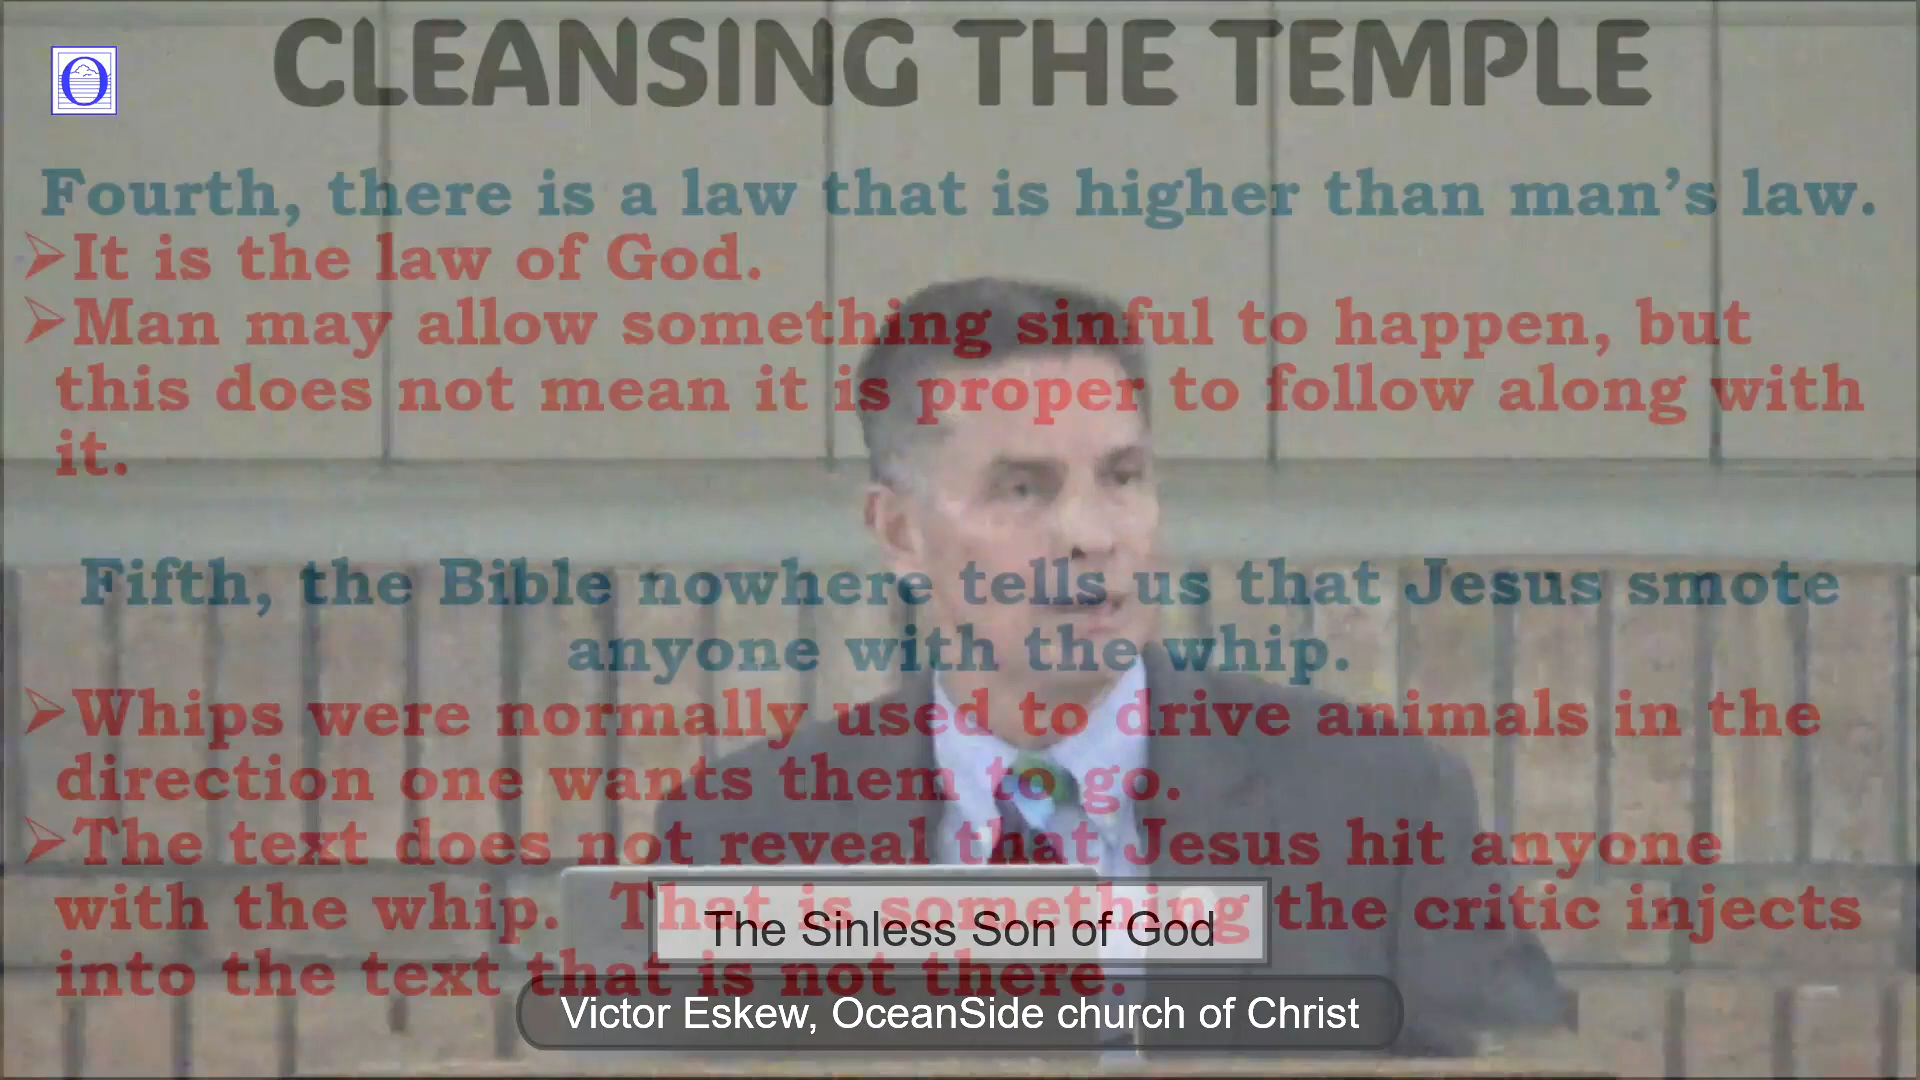 CLEANSING THE TEMPLE
O
Fourth, there is a law that is higher than man's law.
➢It is the law of God.
➢Man may allow something sinful to happen, but
this does not mean it is proper to follow along with
it.
Fifth, the Bible nowhere tells us that Jesus smote
anyone with the whip.
➢Whips were normally used to drive animals in the
direction one wants them to go.
➢The text does not reveal that Jesus hit anyone
with the whip. That is something the critic injects
into the text that is not there.
The Sinless Son of God
Victor Eskew, OceanSide church of Christ